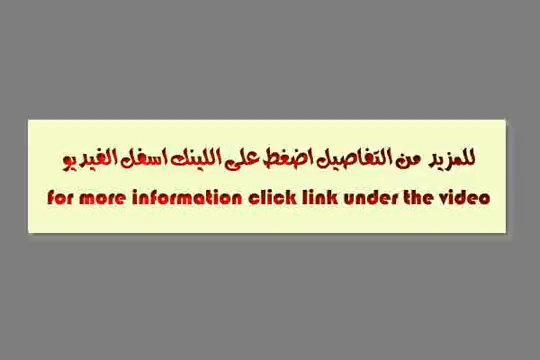 للمزيد من التفاصيل اضغط على اللينك اسفل الفيديو
for more information click link under the video